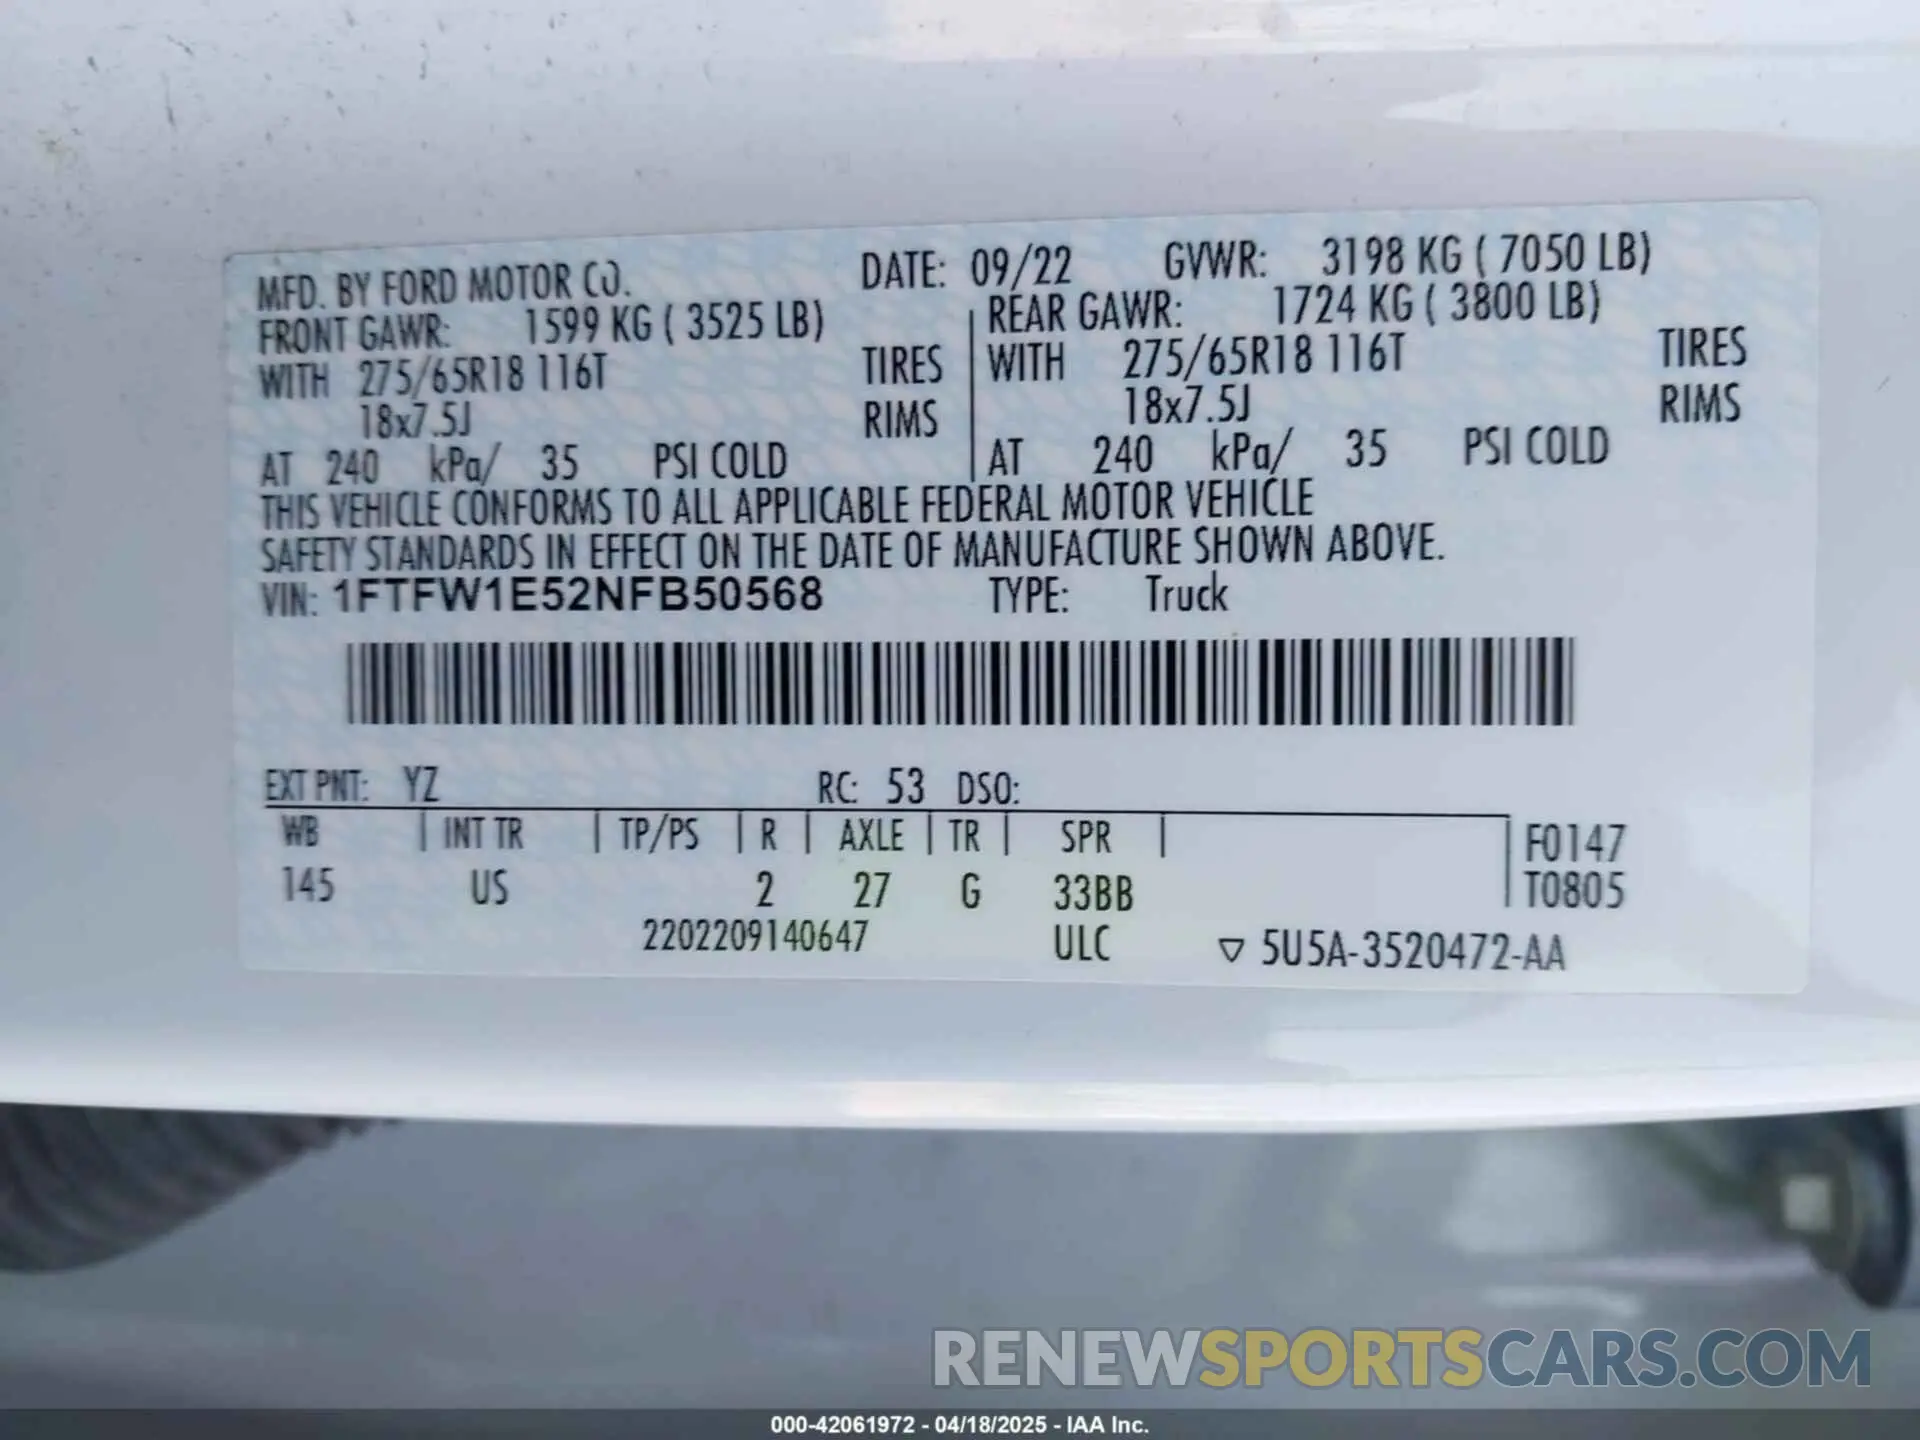 MFD. BY FORD MOTOR CO. DATE: 09/22 GVWR: 3198 KG ( 7050 LB)
FRONT GAWR: 1599 KG ( 3525 LB) REAR GAWR: 1724 KG ( 3800 LB)
WITH 275/65R18 116T TIRES WITH 275/65R18 116T TIRES
18x7.5J RIMS 18x7.5J RIMS
AT 240 kPa/ 35 PSI COLD AT 240 kPa/ 35 PSI COLD
THIS VEHICLE CONFORMS TO ALL APPLICABLE FEDERAL MOTOR VEHICLE
SAFETY STANDARDS IN EFFECT ON THE DATE OF MANUFACTURE SHOWN ABOVE.
VIN: 1FTFW1E52NFB50568 TYPE: Truck
EXT PNT: YZ RC: 53 DSO:
WB INT TR TP/PS R AXLE TR SPR F0147
145 US 2 27 G 33BB T0805
2202209140647 ULC ▽ 5U5A-3520472-AA
RENEWSPORTSCARS.COM
000-42061972 - 04/18/2025 - IAA Inc.